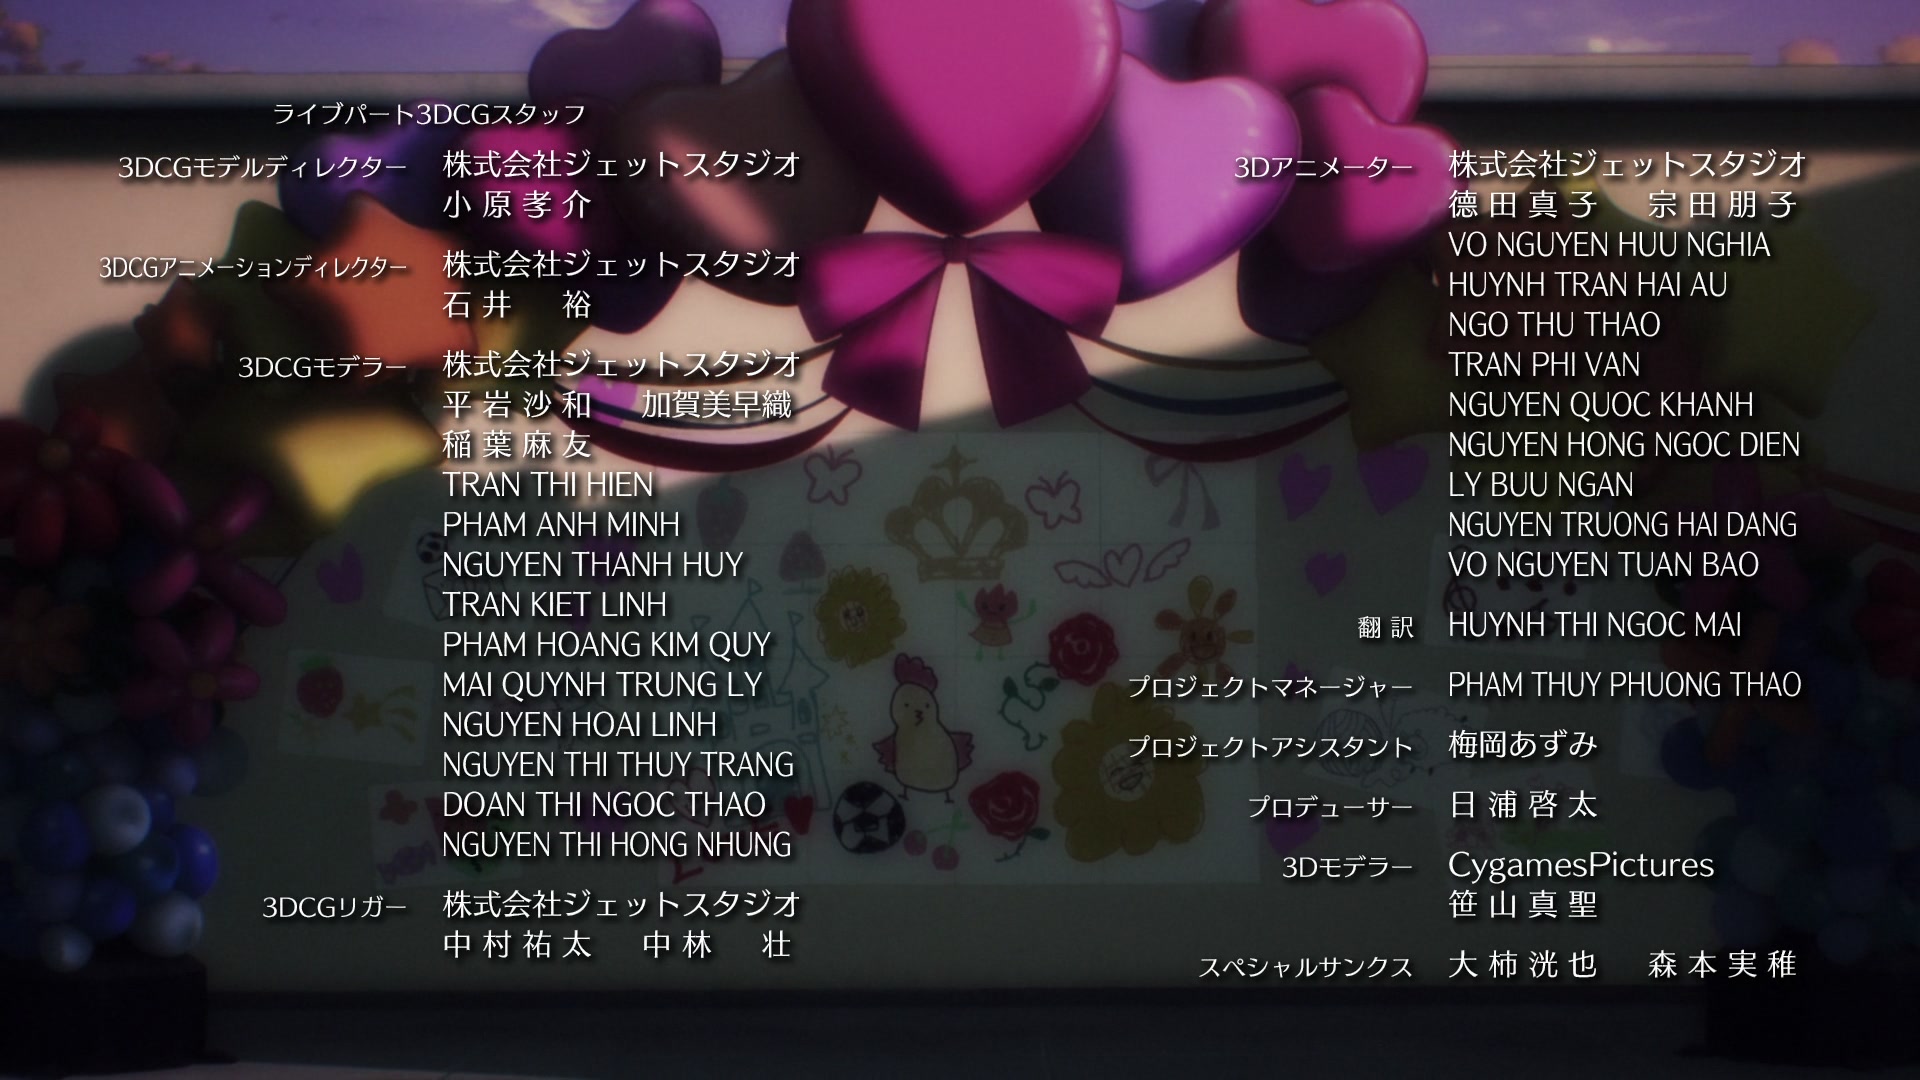 ライブパート3DCGスタッフ
3DCGモデルディレクター 株式会社ジェットスタジオ
小原孝介
3DCGアニメーションディレクター 株式会社ジェットスタジオ
石井 裕
3DCGモデラー 株式会社ジェットスタジオ
平岩沙和 加賀美早織
稲葉麻友
TRAN THI HIEN
PHAM ANH MINH
NGUYEN THANH HUY
TRAN KIET LINH
PHAM HOANG KIM QUY
MAI QUYNH TRUNG LY
NGUYEN HOAI LINH
NGUYEN THI THUY TRANG
DOAN THI NGOC THAO
NGUYEN THI HONG NHUNG
3DCGリガー 株式会社ジェットスタジオ
中村祐太 中林 壮
3Dアニメーター 株式会社ジェットスタジオ
德田真子 宗田朋子
VO NGUYEN HUU NGHIA
HUYNH TRAN HAI AU
NGO THU THAO
TRAN PHI VAN
NGUYEN QUOC KHANH
NGUYEN HONG NGOC DIEN
LY BUU NGAN
NGUYEN TRUONG HAI DANG
VO NGUYEN TUAN BAO
翻訳 HUYNH THI NGOC MAI
プロジェクトマネージャー PHAM THUY PHUONG THAO
プロジェクトアシスタント 梅岡あずみ
プロデューサー 日浦啓太
3Dモデラー CygamesPictures
笹山真聖
スペシャルサンクス 大柿洸也 森本実稚